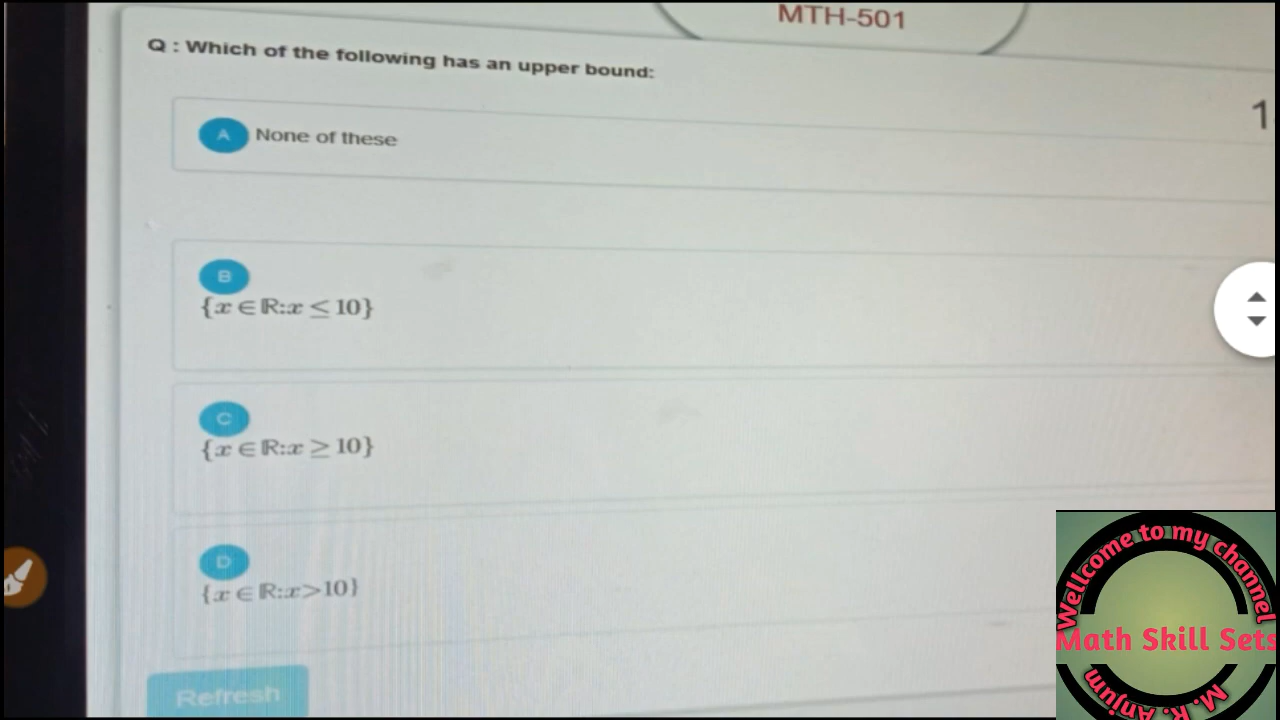 MTH-501
Q : Which of the following has an upper bound:
1
A None of these
B
{x ∈ ℝ:x ≤ 10}
C
{x ∈ ℝ:x ≥ 10}
D
{x ∈ ℝ:x>10}
Refresh
Wellcome to my channel
Math Skill Sets
M. R. Anjum